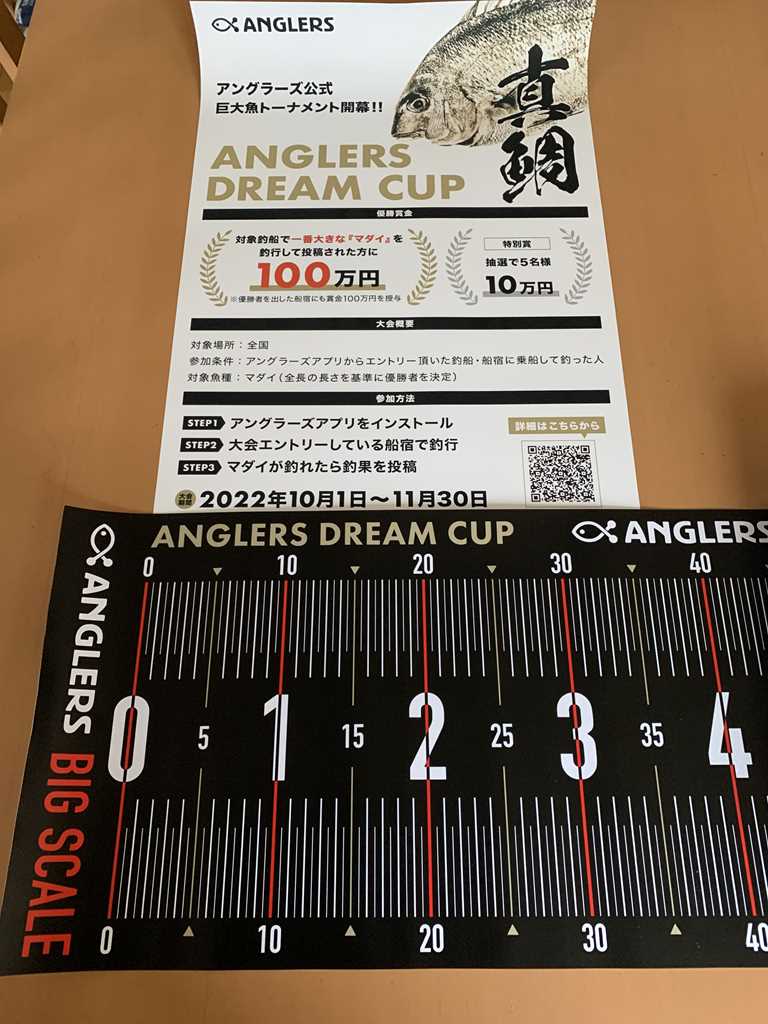 ANGLERS
アングラーズ公式
巨大魚トーナメント開幕!!
真鯛
ANGLERS
DREAM CUP
優勝賞金
対象釣船で一番大きな『マダイ』を
釣行して投稿された方に
100万円
※優勝者を出した船宿にも賞金100万円を授与
特別賞
抽選で5名様
10万円
大会概要
対象場所：全国
参加条件：アングラーズアプリからエントリー頂いた釣船・船宿に乗船して釣った人
対象魚種：マダイ（全長の長さを基準に優勝者を決定）
参加方法
STEP1 アングラーズアプリをインストール
STEP2 大会エントリーしている船宿で釣行
STEP3 マダイが釣れたら釣果を投稿
詳細はこちらから
大会期間 2022年10月1日〜11月30日
ANGLERS DREAM CUP ANGLERS
0 10 20 30 40
ANGLERS BIG SCALE
0 5 1 15 2 25 3 35 4
0 10 20 30 40